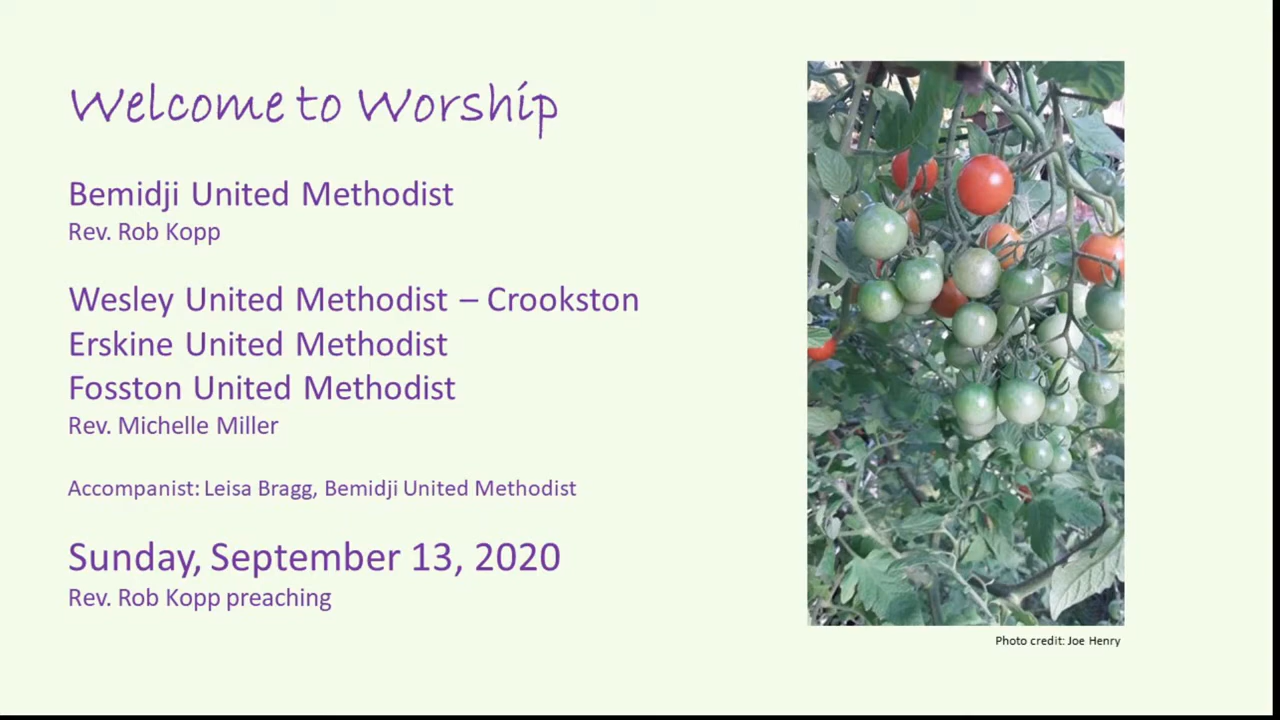 Welcome to Worship
Bemidji United Methodist
Rev. Rob Kopp
Wesley United Methodist – Crookston
Erskine United Methodist
Fosston United Methodist
Rev. Michelle Miller
Accompanist: Leisa Bragg, Bemidji United Methodist
Sunday, September 13, 2020
Rev. Rob Kopp preaching
Photo credit: Joe Henry